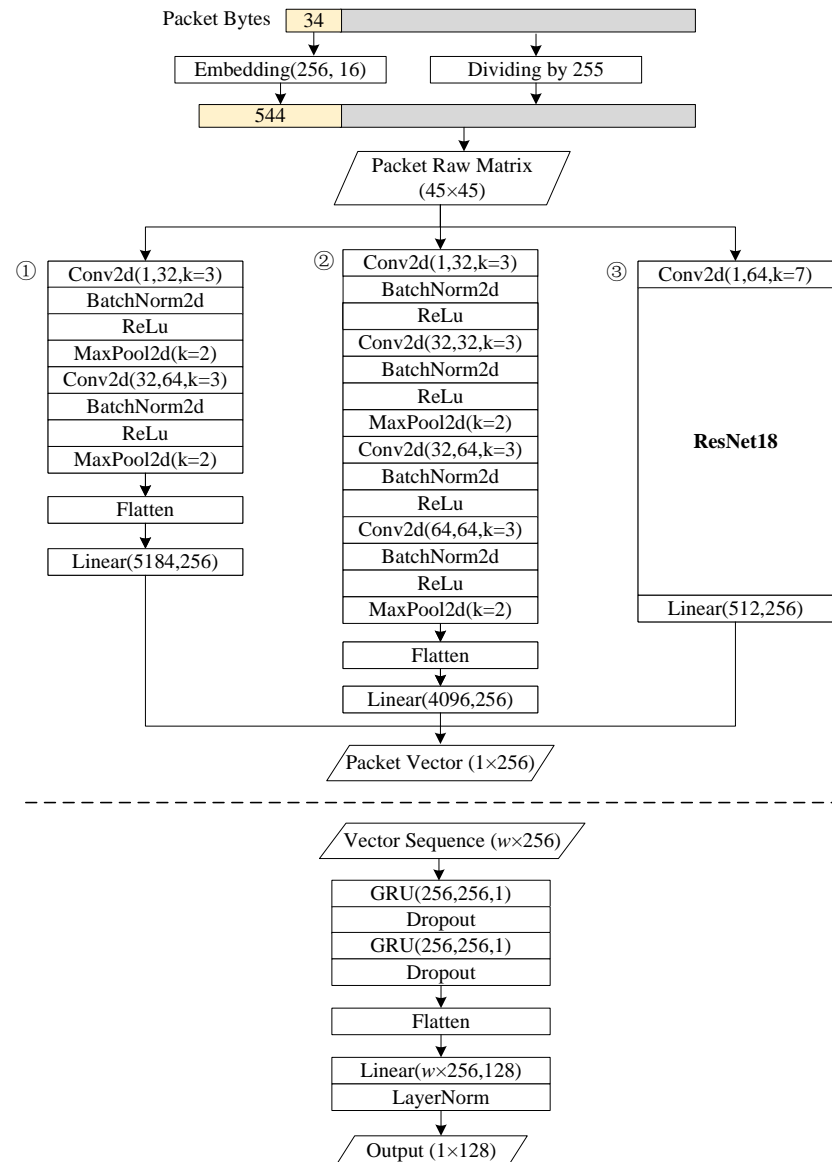 Packet Bytes
34
Embedding(256, 16)
Dividing by 255
544
Packet Raw Matrix
(45×45)
①
Conv2d(1,32,k=3)
BatchNorm2d
ReLu
MaxPool2d(k=2)
Conv2d(32,64,k=3)
BatchNorm2d
ReLu
MaxPool2d(k=2)
Flatten
Linear(5184,256)
②
Conv2d(1,32,k=3)
BatchNorm2d
ReLu
Conv2d(32,32,k=3)
BatchNorm2d
ReLu
MaxPool2d(k=2)
Conv2d(32,64,k=3)
BatchNorm2d
ReLu
Conv2d(64,64,k=3)
BatchNorm2d
ReLu
MaxPool2d(k=2)
Flatten
Linear(4096,256)
③
Conv2d(1,64,k=7)
ResNet18
Linear(512,256)
Packet Vector (1×256)
Vector Sequence (w×256)
GRU(256,256,1)
Dropout
GRU(256,256,1)
Dropout
Flatten
Linear(w×256,128)
LayerNorm
Output (1×128)